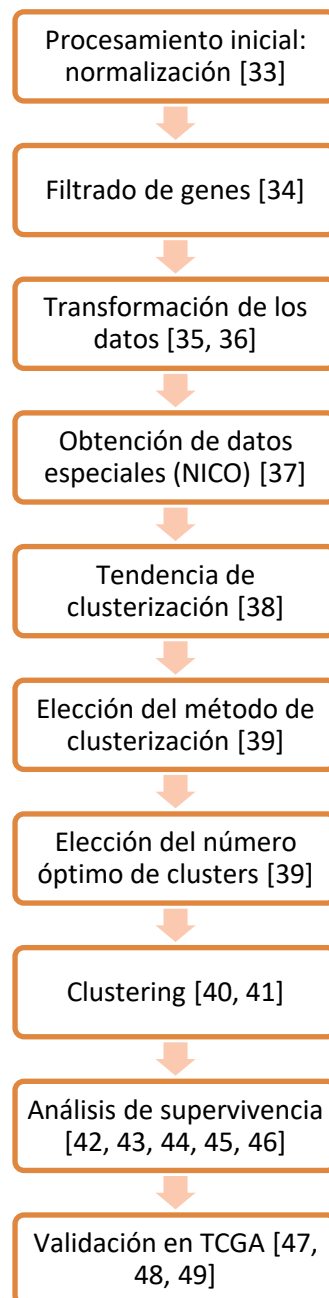 Procesamiento inicial:
normalización [33]
Filtrado de genes [34]
Transformación de los
datos [35, 36]
Obtención de datos
especiales (NICO) [37]
Tendencia de
clusterización [38]
Elección del método de
clusterización [39]
Elección del número
óptimo de clusters [39]
Clustering [40, 41]
Análisis de supervivencia
[42, 43, 44, 45, 46]
Validación en TCGA [47,
48, 49]